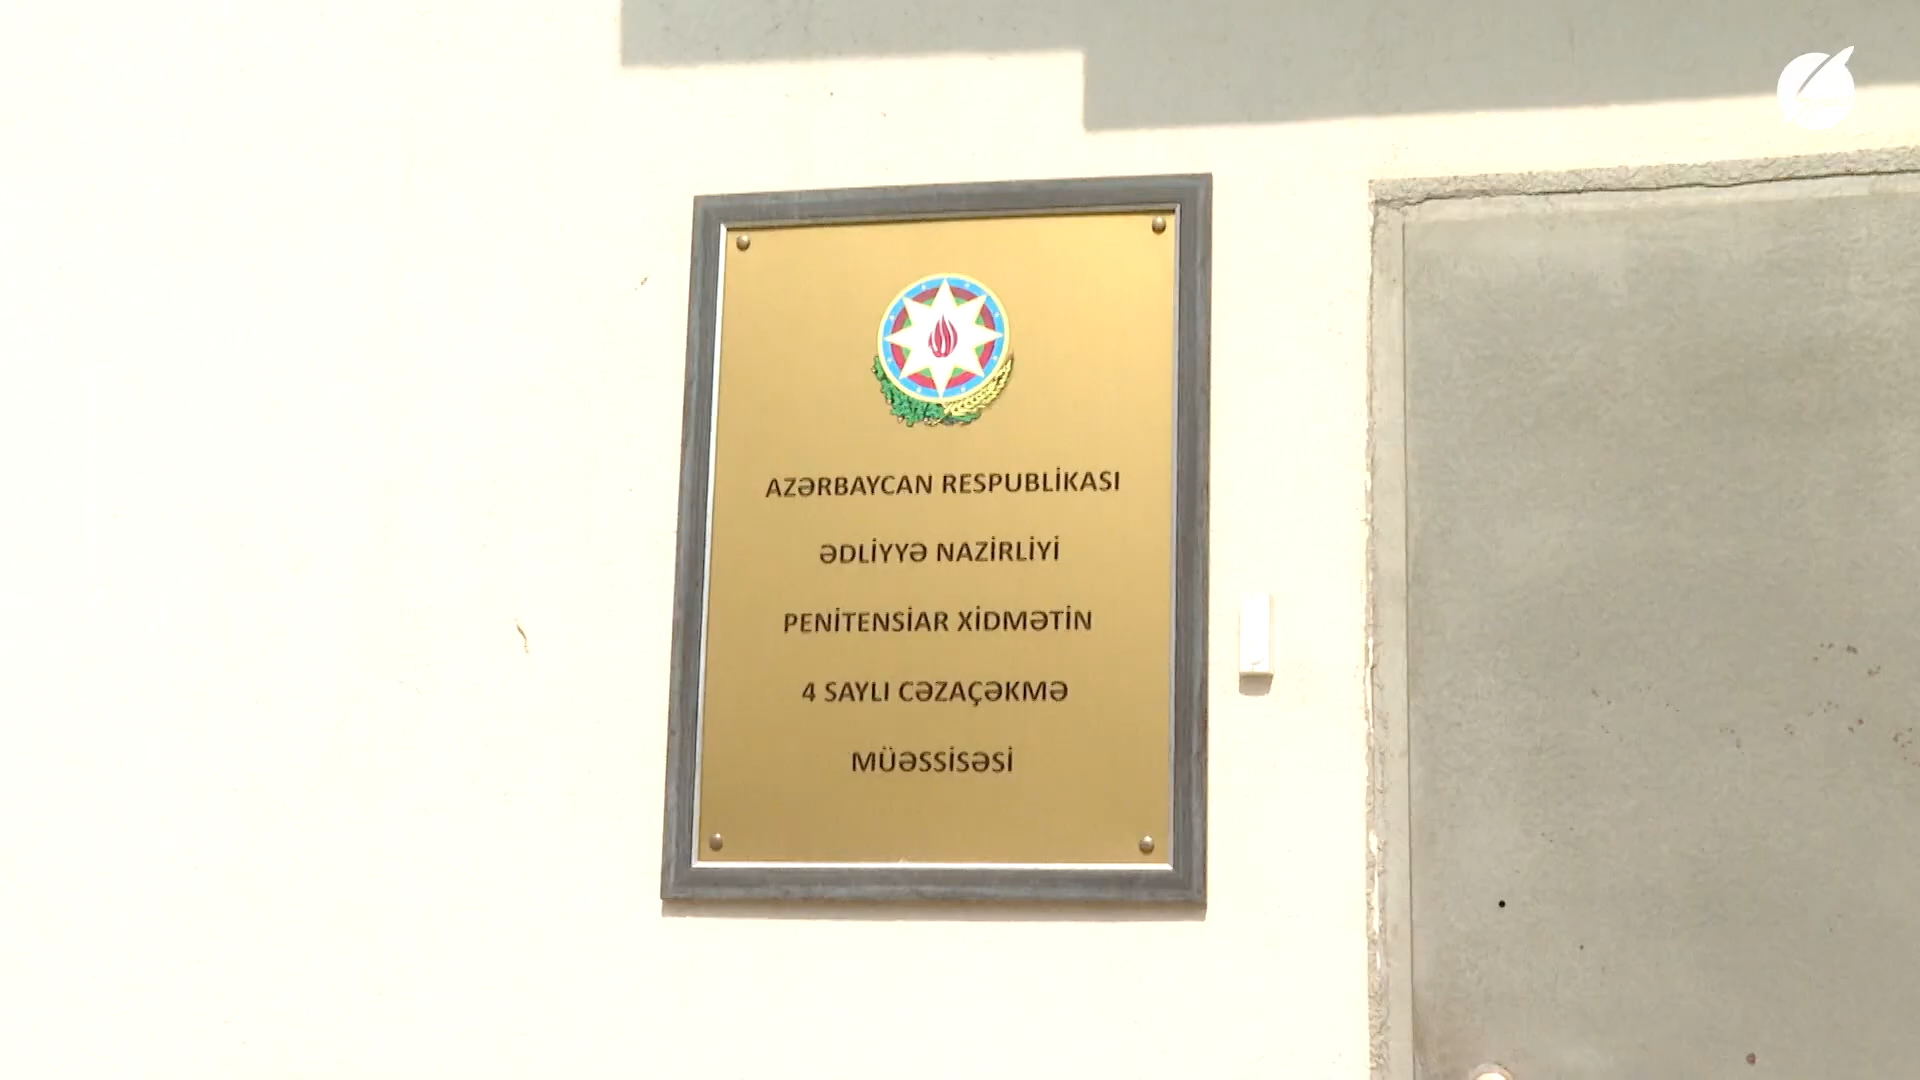 AZƏRBAYCAN RESPUBLİKASI
ƏDLİYYƏ NAZİRLİYİ
PENİTENSİAR XİDMƏTİN
4 SAYLI CƏZAÇƏKMƏ
MÜƏSSİSƏSİ